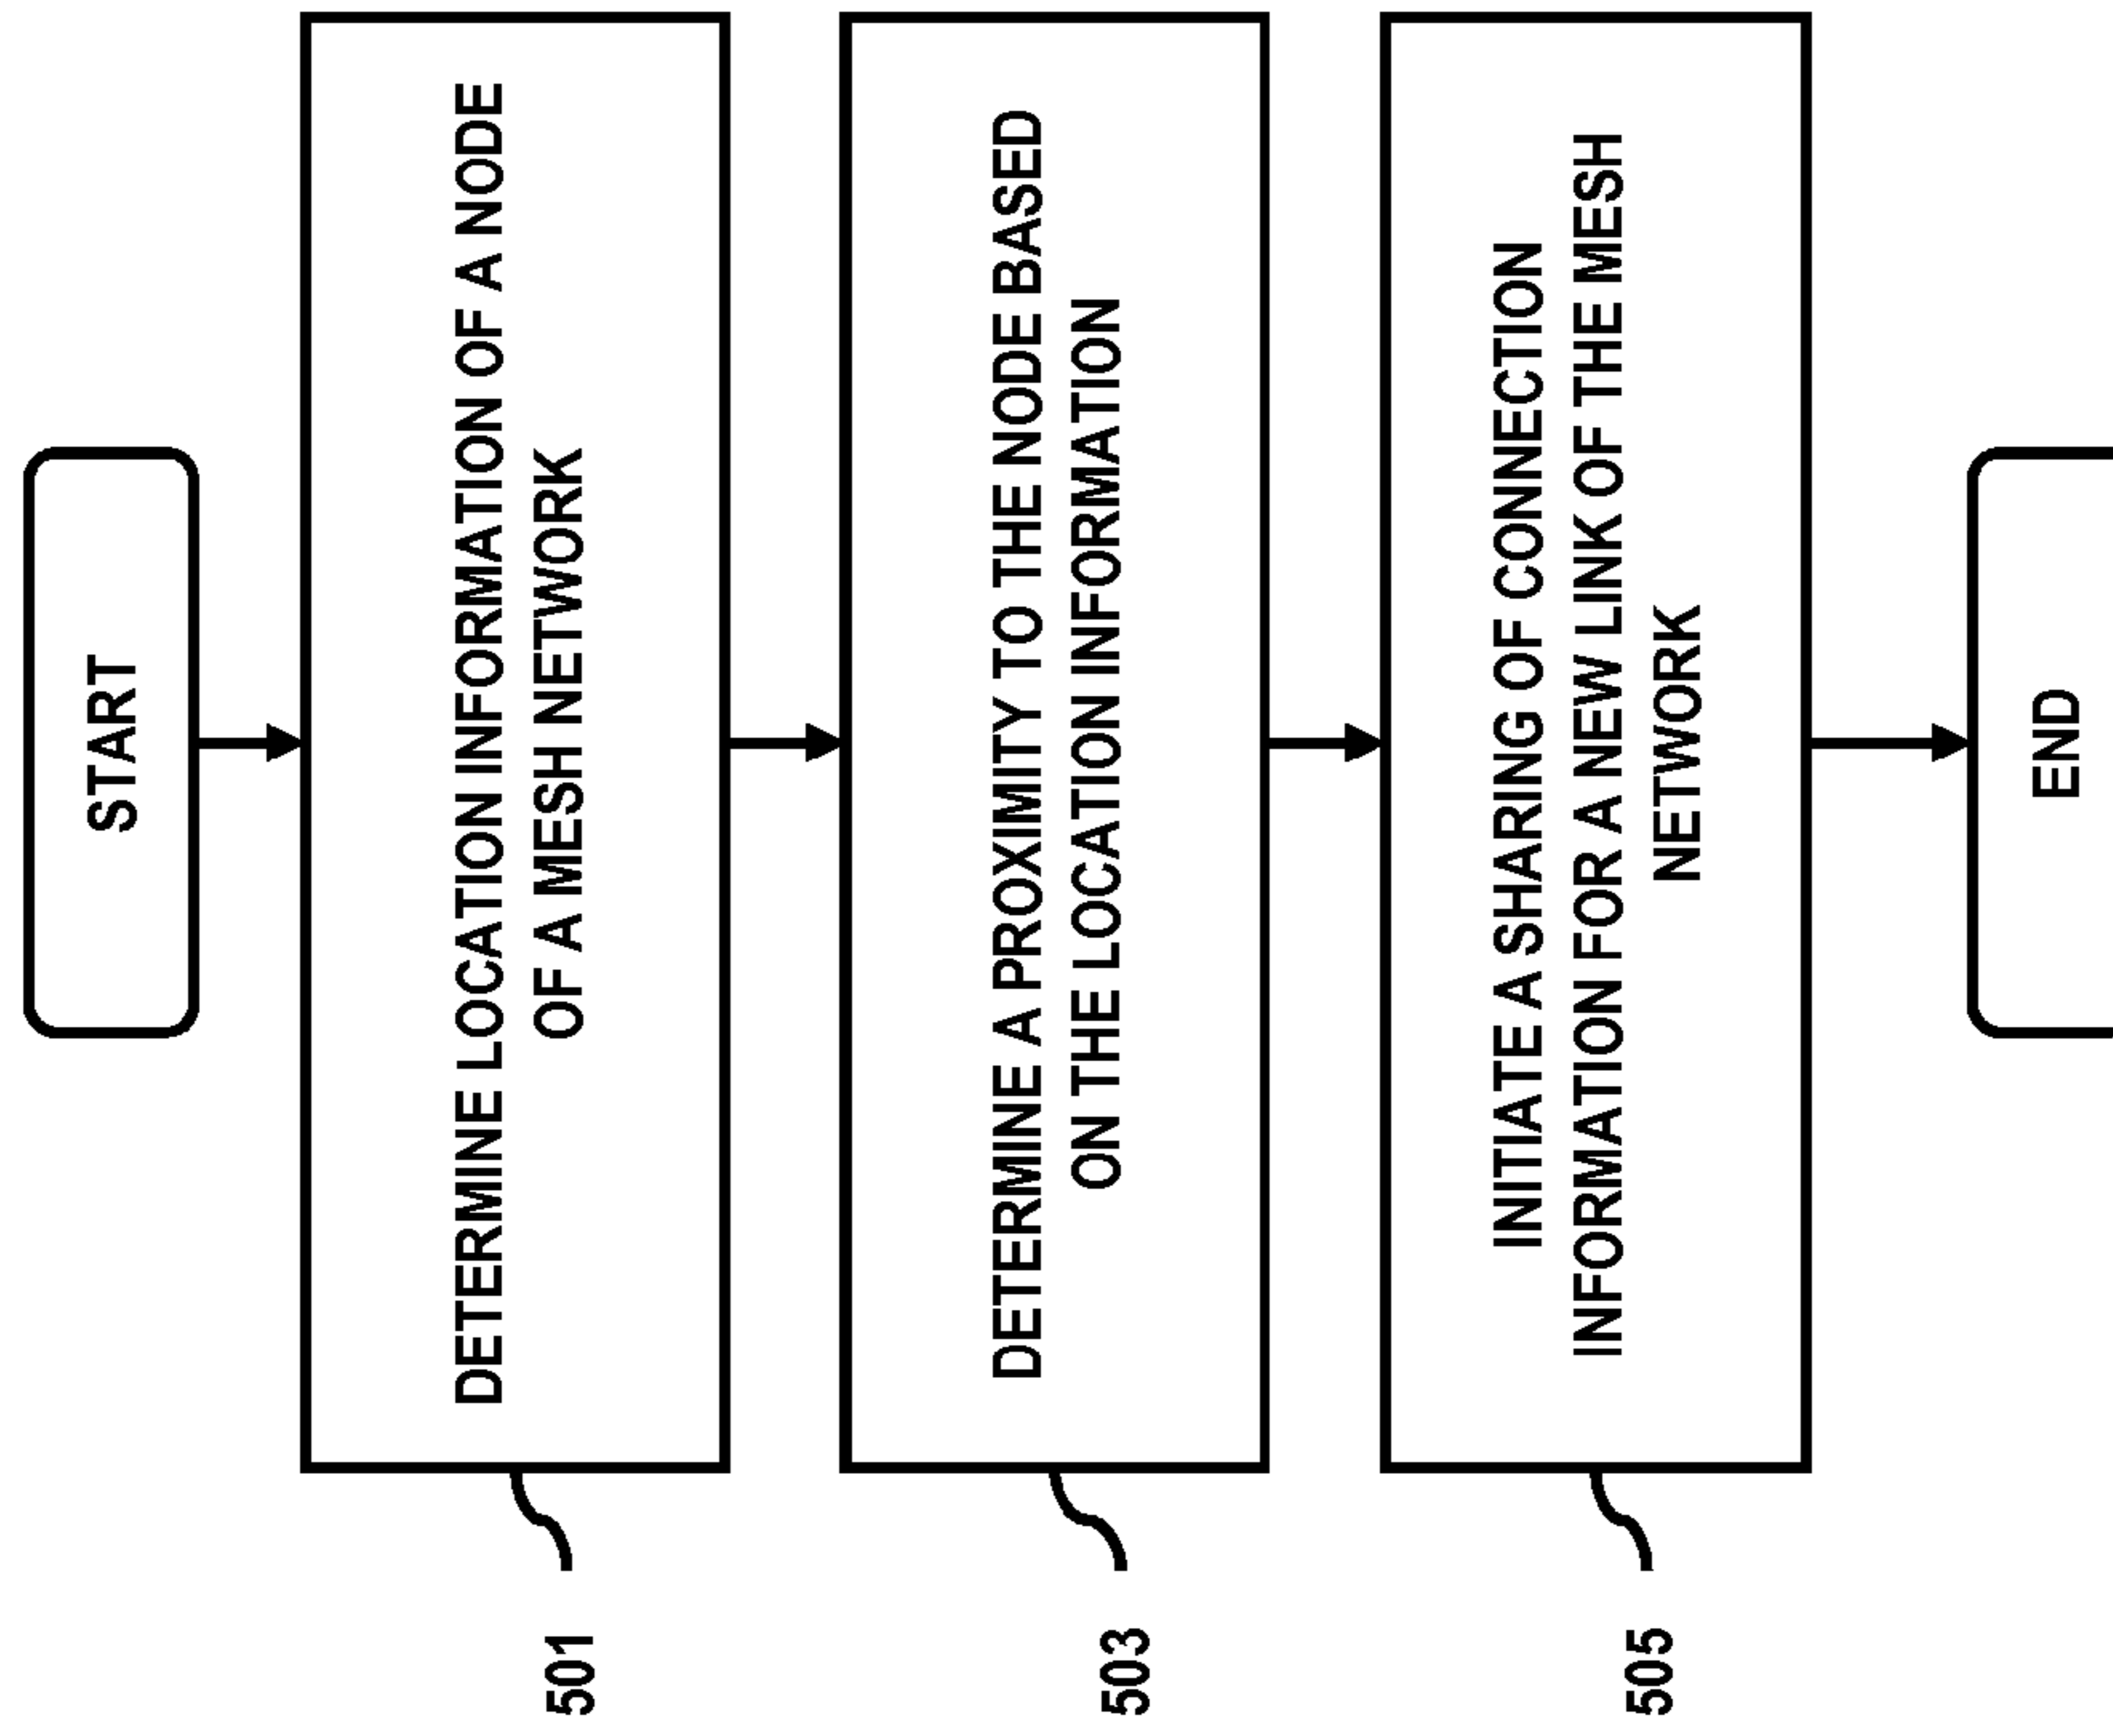 START
DETERMINE LOCATION INFORMATION OF A NODE
OF A MESH NETWORK
501
DETERMINE A PROXIMITY TO THE NODE BASED
ON THE LOCATION INFORMATION
503
INITIATE A SHARING OF CONNECTION
INFORMATION FOR A NEW LINK OF THE MESH
NETWORK
505
END